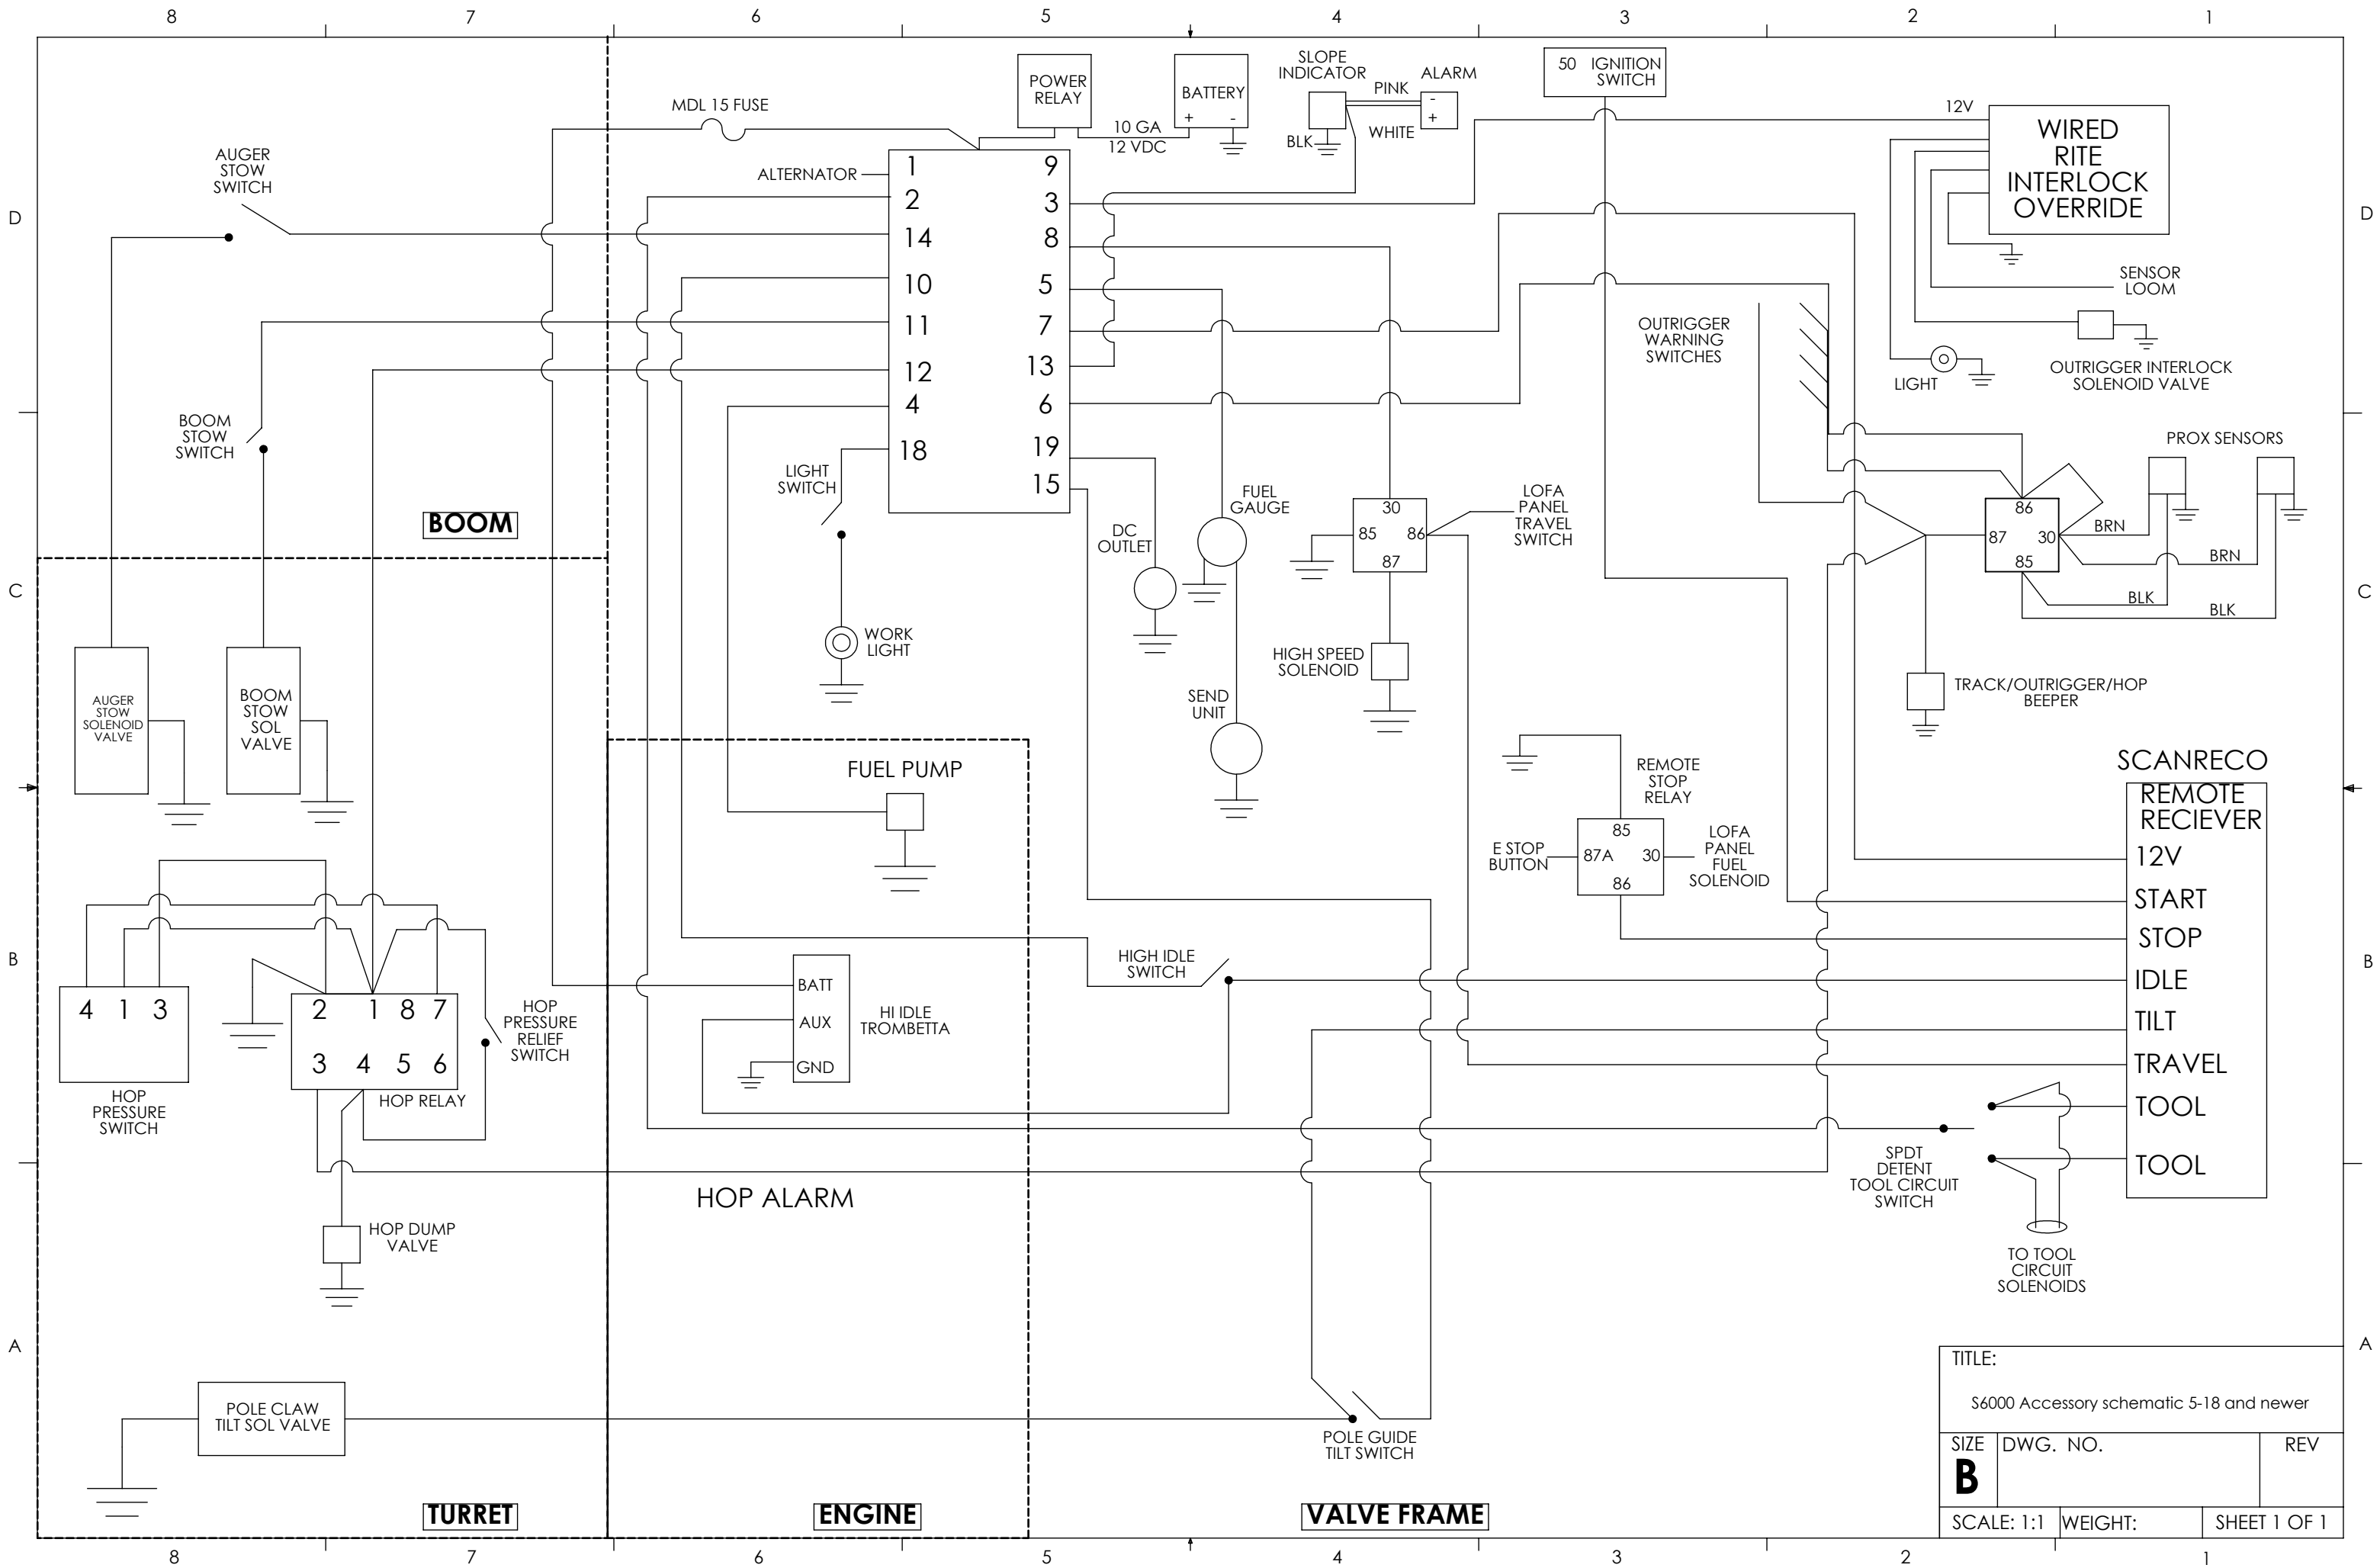 8
7
6
5
4
3
2
1
D
C
B
A
D
C
B
A
8
7
6
5
4
3
2
1
POWER
RELAY
BATTERY
+ -
10 GA
12 VDC
MDL 15 FUSE
SLOPE
INDICATOR
PINK
WHITE
BLK
ALARM
-
+
50 IGNITION
SWITCH
12V
WIRED
RITE
INTERLOCK
OVERRIDE
SENSOR
LOOM
LIGHT
OUTRIGGER INTERLOCK
SOLENOID VALVE
OUTRIGGER
WARNING
SWITCHES
AUGER
STOW
SWITCH
ALTERNATOR
1
2
14
10
11
12
4
18
9
3
8
5
7
13
6
19
15
BOOM
STOW
SWITCH
BOOM
LIGHT
SWITCH
WORK
LIGHT
DC
OUTLET
FUEL
GAUGE
SEND
UNIT
30
85
86
87
LOFA
PANEL
TRAVEL
SWITCH
HIGH SPEED
SOLENOID
PROX SENSORS
86
87
30
85
BRN
BRN
BLK
BLK
TRACK/OUTRIGGER/HOP
BEEPER
AUGER
STOW
SOLENOID
VALVE
BOOM
STOW
SOL
VALVE
FUEL PUMP
REMOTE
STOP
RELAY
85
87A
30
86
E STOP
BUTTON
LOFA
PANEL
FUEL
SOLENOID
SCANRECO
REMOTE
RECIEVER
12V
START
STOP
IDLE
TILT
TRAVEL
TOOL
TOOL
4 1 3
HOP
PRESSURE
SWITCH
2 1 8 7
3 4 5 6
HOP RELAY
HOP
PRESSURE
RELIEF
SWITCH
BATT
AUX
GND
HI IDLE
TROMBETTA
HIGH IDLE
SWITCH
SPDT
DETENT
TOOL CIRCUIT
SWITCH
TO TOOL
CIRCUIT
SOLENOIDS
HOP ALARM
HOP DUMP
VALVE
POLE CLAW
TILT SOL VALVE
POLE GUIDE
TILT SWITCH
TURRET
ENGINE
VALVE FRAME
TITLE:
S6000 Accessory schematic 5-18 and newer
SIZE
B
DWG. NO.
REV
SCALE: 1:1
WEIGHT:
SHEET 1 OF 1